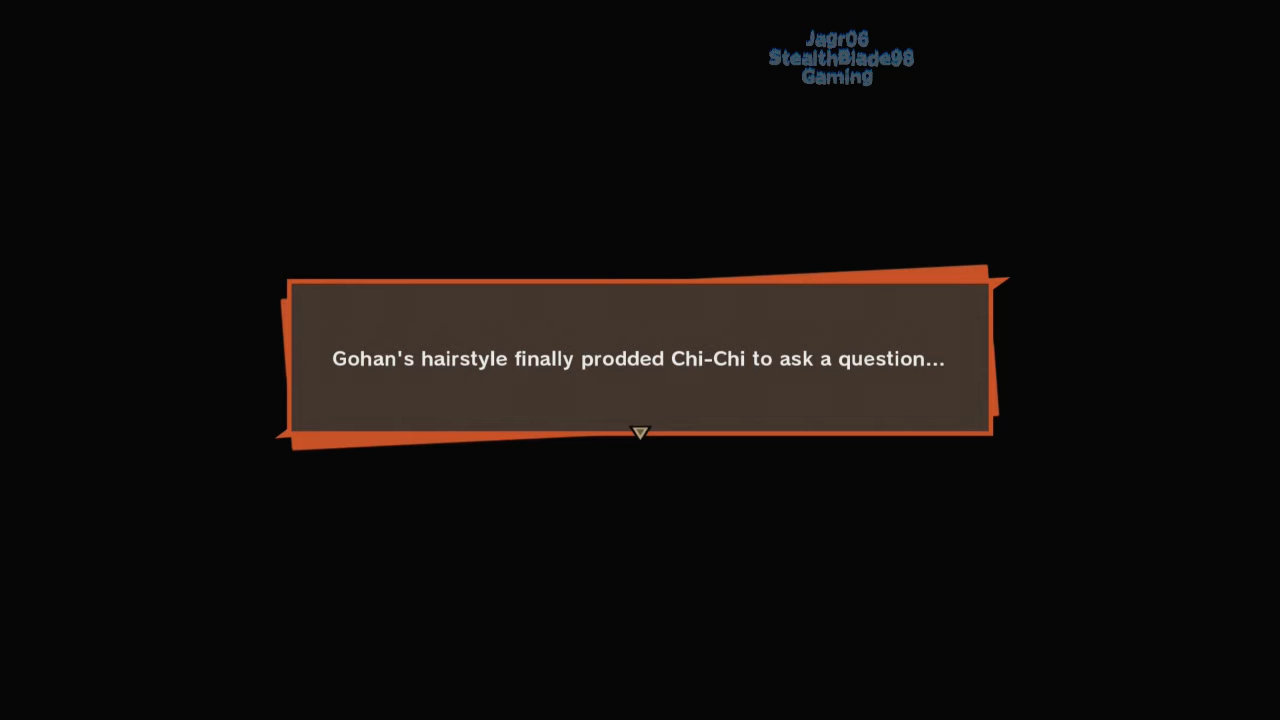 Jagr06
StealthBlade98
Gaming
Gohan's hairstyle finally prodded Chi-Chi to ask a question...